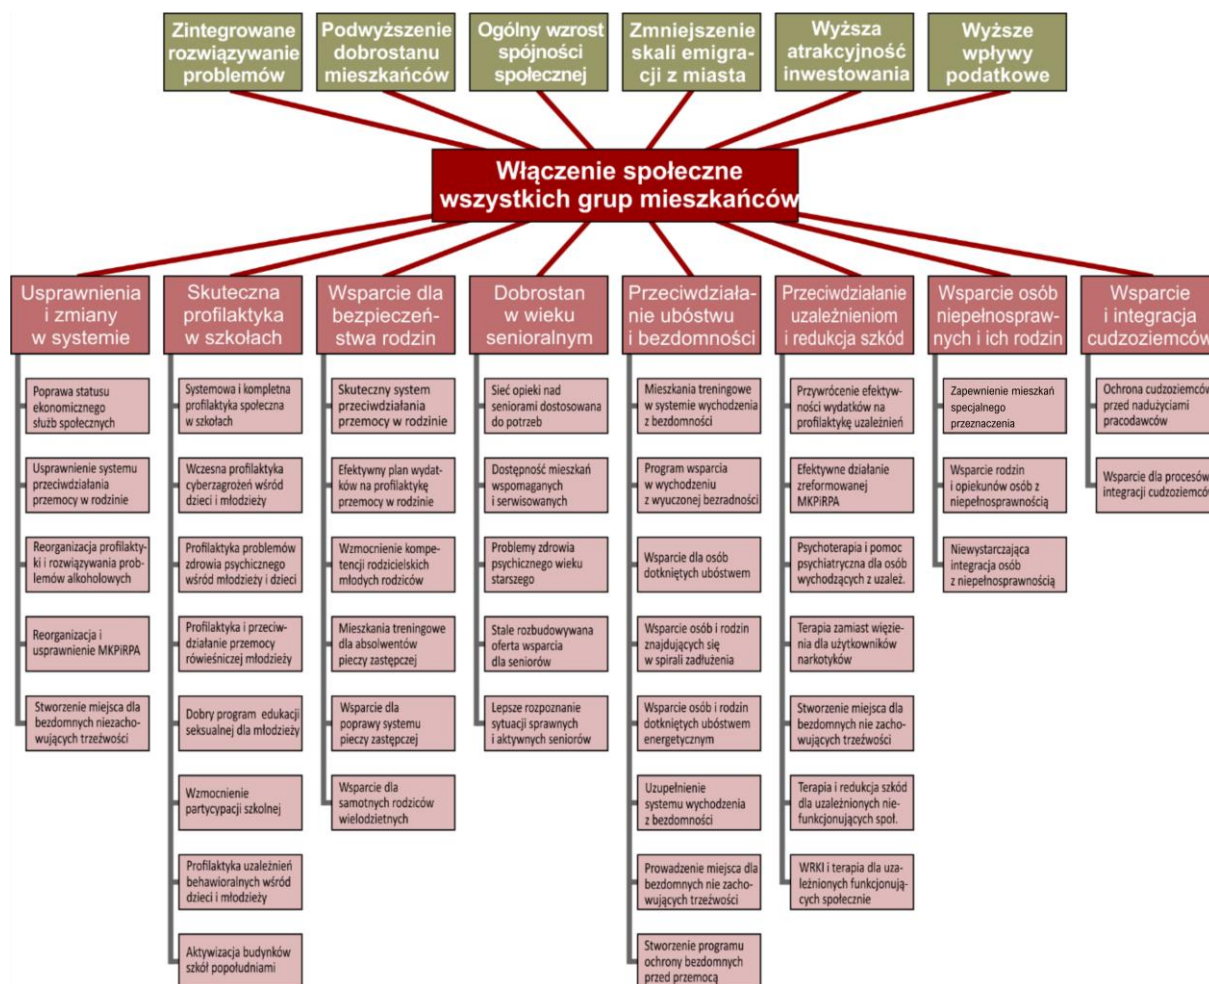 Zintegrowane
rozwiązywanie
problemów
Podwyższenie
dobrostanu
mieszkańców
Ogólny wzrost
spójności
społecznej
Zmniejszenie
skali emigra-
cji z miasta
Wyższa
atrakcyjność
inwestowania
Wyższe
wpływy
podatkowe
Włączenie społeczne
wszystkich grup mieszkańców
Usprawnienia
i zmiany
w systemie
Poprawa statusu
ekonomicznego
służb społecznych
Usprawnienie systemu
przeciwdziałania
przemocy w rodzinie
Reorganizacja profilakty-
ki i rozwiązywania prob-
lemów alkoholowych
Reorganizacja i
usprawnienie MKPiRPA
Stworzenie miejsca dla
bezdomnych niezacho-
wujących trzeźwości
Skuteczna
profilaktyka
w szkołach
Systemowa i kompletna
profilaktyka społeczna
w szkołach
Wczesna profilaktyka
cyberzagrożeń wśród
dzieci i młodzieży
Profilaktyka problemów
zdrowia psychicznego
wśród młodzieży i dzieci
Profilaktyka i przeciw-
działanie przemocy
rówieśniczej młodzieży
Dobry program edukacji
seksualnej dla młodzieży
Wzmocnienie
partycypacji szkolnej
Profilaktyka uzależnień
behawioralnych wśród
dzieci i młodzieży
Aktywizacja budynków
szkół popołudniami
Wsparcie dla
bezpieczeń-
stwa rodzin
Skuteczny system
przeciwdziałania
przemocy w rodzinie
Efektywny plan wydat-
ków na profilaktykę
przemocy w rodzinie
Wzmocnienie kompe-
tencji rodzicielskich
młodych rodziców
Mieszkania treningowe
dla absolwentów
pieczy zastępczej
Wsparcie dla
poprawy systemu
pieczy zastępczej
Wsparcie dla
samotnych rodziców
wielodzietnych
Dobrostan
w wieku
senioralnym
Sieć opieki nad
seniorami dostosowana
do potrzeb
Dostępność mieszkań
wspomaganych
i serwisowanych
Problemy zdrowia
psychicznego wieku
starszego
Stale rozbudowywana
oferta wsparcia
dla seniorów
Lepsze rozpoznanie
sytuacji sprawnych
i aktywnych seniorów
Przeciwdziała-
nie ubóstwu
i bezdomności
Mieszkania treningowe
w systemie wychodzenia
z bezdomności
Program wsparcia
w wychodzeniu
z wyuczonej bezradności
Wsparcie dla osób
dotkniętych ubóstwem
Wsparcie osób i rodzin
znajdujących się
w spirali zadłużenia
Wsparcie osób i rodzin
dotkniętych ubóstwem
energetycznym
Uzupełnienie
systemu wychodzenia
z bezdomności
Prowadzenie miejsca dla
bezdomnych nie zacho-
wujących trzeźwości
Stworzenie programu
ochrony bezdomnych
przed przemocą
Przeciwdziałanie
uzależnieniom
i redukcja szkód
Przywrócenie efektyw-
ności wydatków na
profilaktykę uzależnień
Efektywne działanie
zreformowanej
MKPiRPA
Psychoterapia i pomoc
psychiatryczna dla osób
wychodzących z uzależ.
Terapia zamiast więzie-
nia dla użytkowników
narkotyków
Stworzenie miejsca dla
bezdomnych nie zacho-
wujących trzeźwości
Terapia i redukcja szkód
dla uzależnionych nie-
funkcjonujących społ.
WRKI i terapia dla uza-
leżnionych funkcjonują-
cych społecznie
Wsparcie osób
niepełnospraw-
nych i ich rodzin
Zapewnienie mieszkań
specjalnego
przeznaczenia
Wsparcie rodzin
i opiekunów osób z
niepełnosprawnością
Niewystarczająca
integracja osób
z niepełnosprawnością
Wsparcie
i integracja
cudzoziemców
Ochrona cudzoziemców
przed nadużyciami
pracodawców
Wsparcie dla procesów
integracji cudzoziemców